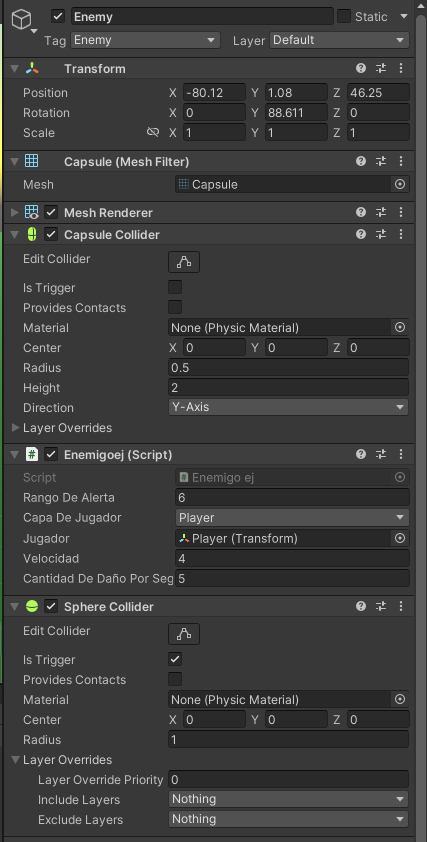 Enemy Static
Tag Enemy Layer Default
Transform
Position X -80.12 Y 1.08 Z 46.25
Rotation X 0 Y 88.611 Z 0
Scale X 1 Y 1 Z 1
Capsule (Mesh Filter)
Mesh Capsule
Mesh Renderer
Capsule Collider
Edit Collider
Is Trigger
Provides Contacts
Material None (Physic Material)
Center X 0 Y 0 Z 0
Radius 0.5
Height 2
Direction Y-Axis
Layer Overrides
# Enemigoej (Script)
Script # Enemigo ej
Rango De Alerta 6
Capa De Jugador Player
Jugador Player (Transform)
Velocidad 4
Cantidad De Daño Por Seg 5
Sphere Collider
Edit Collider
Is Trigger
Provides Contacts
Material None (Physic Material)
Center X 0 Y 0 Z 0
Radius 1
Layer Overrides
Layer Override Priority 0
Include Layers Nothing
Exclude Layers Nothing